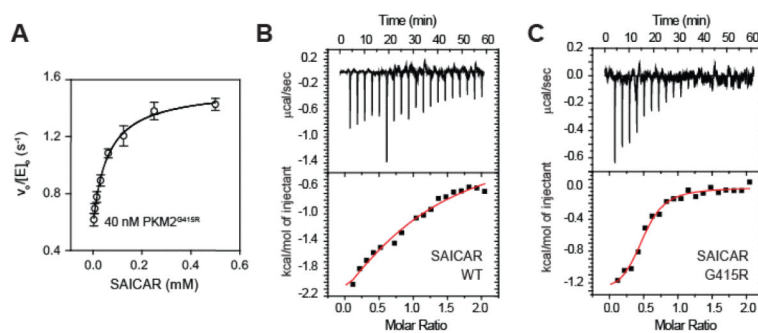 A
1.6
1.2
0.8
0.4
v₀/[E]₀ (s⁻¹)
40 nM PKM2ᴳ⁴¹⁵ᴿ
0.0 0.2 0.4 0.6
SAICAR (mM)
B
Time (min)
0 10 20 30 40 50 60
0.2
-0.2
-0.6
-1.0
-1.4
µcal/sec
-0.6
-1.0
-1.4
-1.8
-2.2
kcal/mol of injectant
SAICAR
WT
0.0 0.5 1.0 1.5 2.0
Molar Ratio
C
Time (min)
0 10 20 30 40 50 60
0.2
0.0
-0.2
-0.4
-0.6
µcal/sec
0.0
-0.4
-0.8
-1.2
kcal/mol of injectant
SAICAR
G415R
0.0 0.5 1.0 1.5 2.0
Molar Ratio